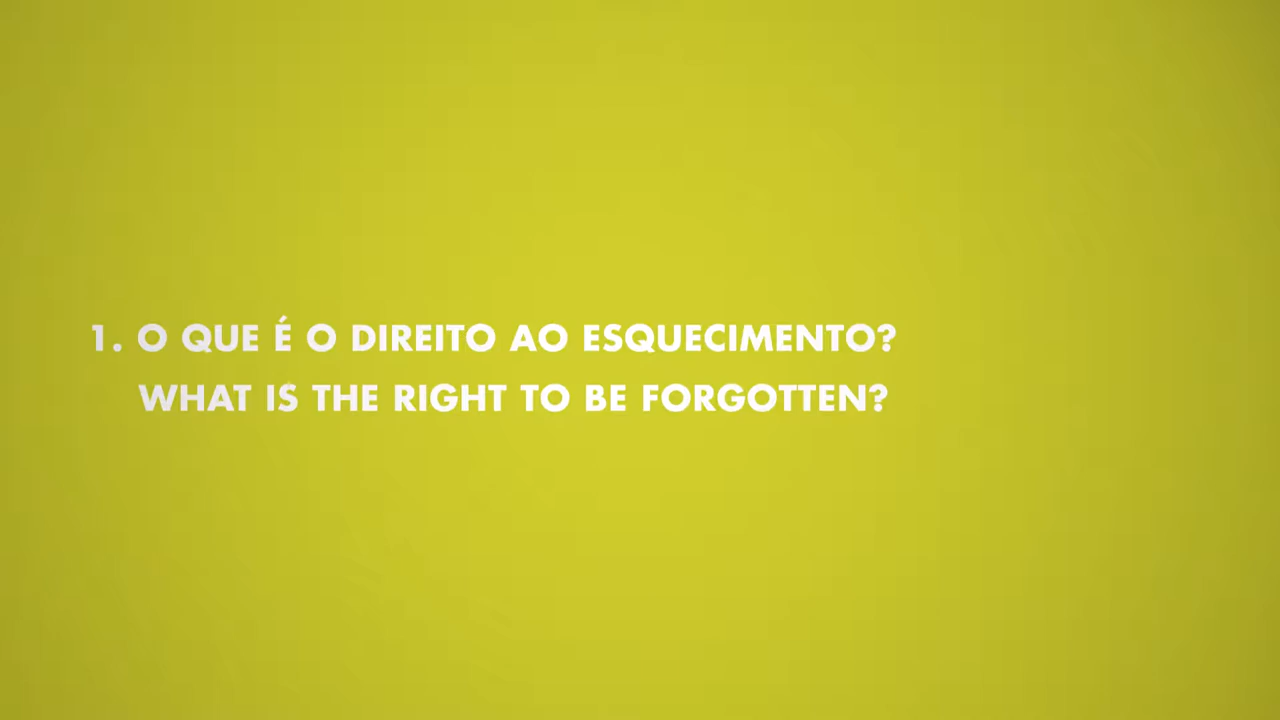 1. O QUE É O DIREITO AO ESQUECIMENTO?
WHAT IS THE RIGHT TO BE FORGOTTEN?